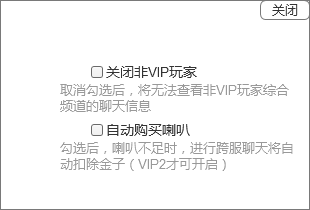 关闭
关闭非VIP玩家
取消勾选后，将无法查看非VIP玩家综合
频道的聊天信息
自动购买喇叭
勾选后，喇叭不足时，进行跨服聊天将自
动扣除金子（VIP2才可开启）